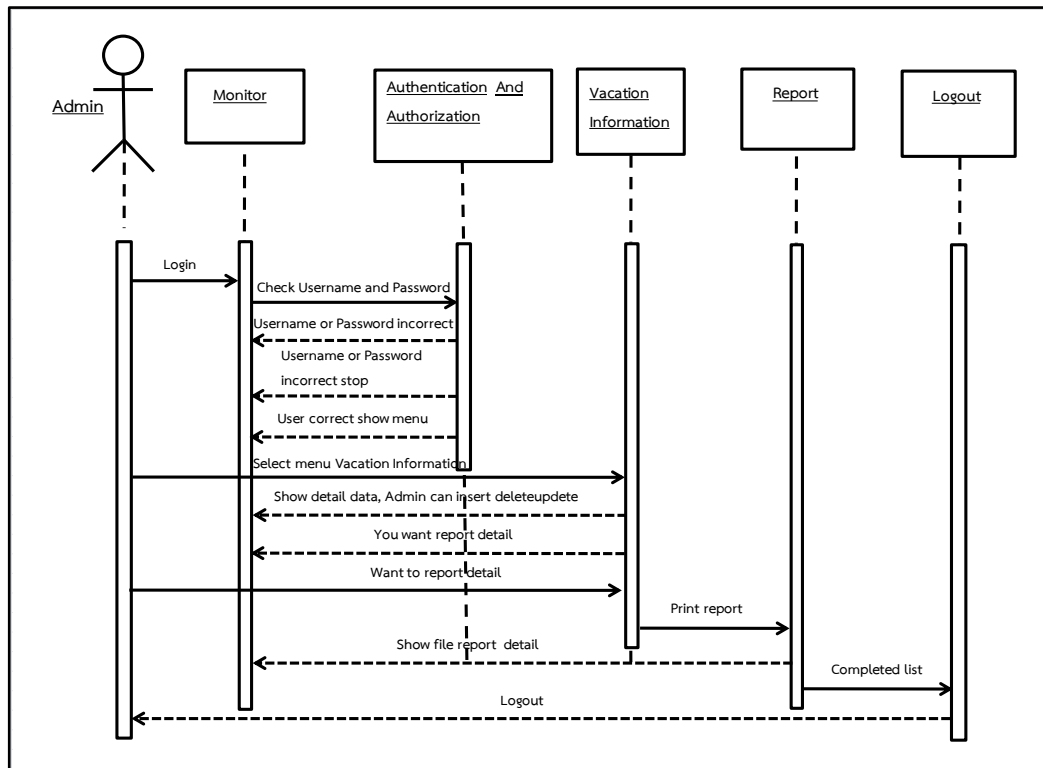 Admin
Monitor
Authentication And
Authorization
Vacation
Information
Report
Logout
Login
Check Username and Password
Username or Password incorrect
Username or Password
incorrect stop
User correct show menu
Select menu Vacation Information
Show detail data, Admin can insert deleteupdete
You want report detail
Want to report detail
Print report
Show file report detail
Completed list
Logout